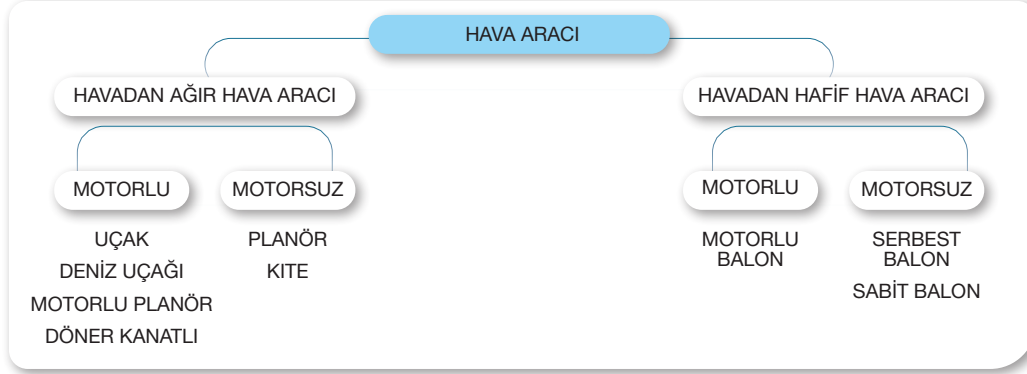 HAVA ARACI
HAVADAN AĞIR HAVA ARACI
HAVADAN HAFİF HAVA ARACI
MOTORLU
MOTORSUZ
MOTORLU
MOTORSUZ
UÇAK
DENİZ UÇAĞI
MOTORLU PLANÖR
DÖNER KANATLI
PLANÖR
KITE
MOTORLU
BALON
SERBEST
BALON
SABİT BALON